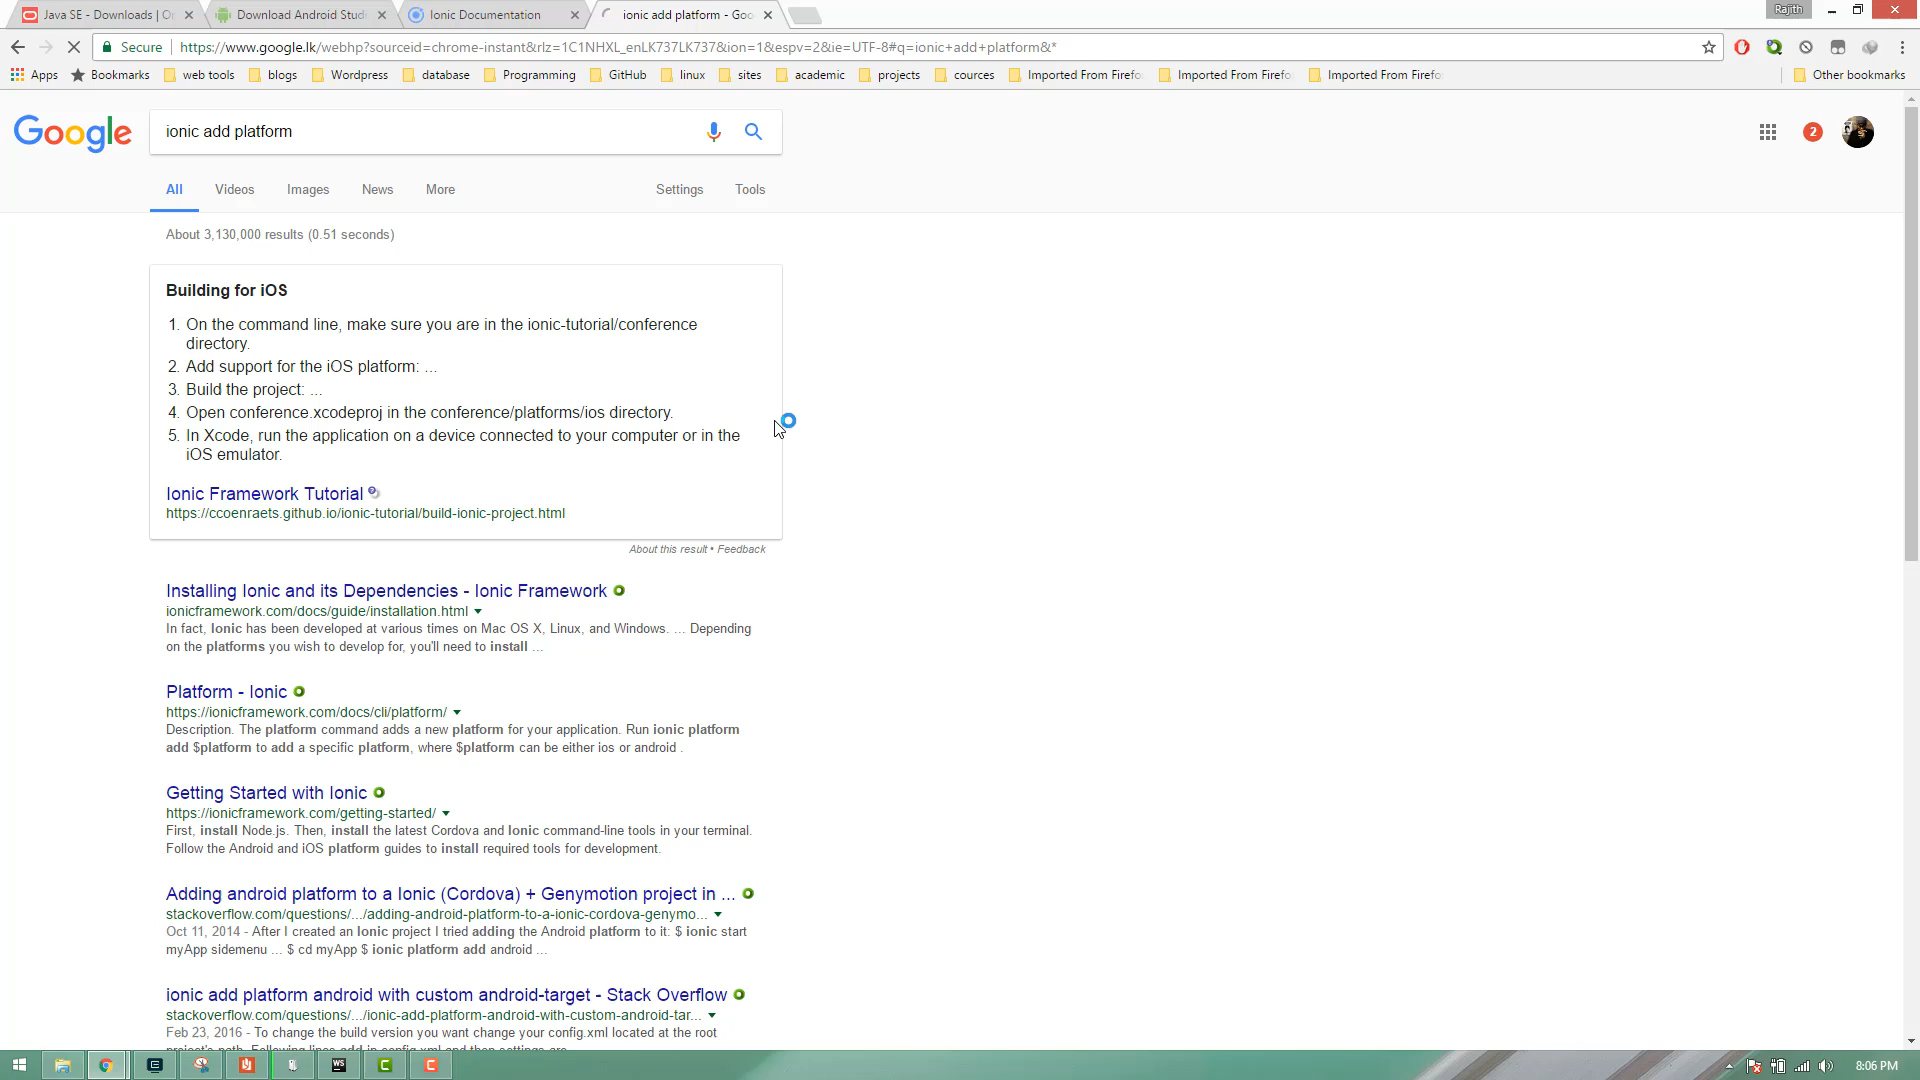 Java SE - Downloads | Or
Download Android Studi
Ionic Documentation
ionic add platform - Goo
Rajith
Secure
https://www.google.lk/webhp?sourceid=chrome-instant&rlz=1C1NHXL_enLK737LK737&ion=1&espv=2&ie=UTF-8#q=ionic+add+platform&*
Apps
Bookmarks
web tools
blogs
Wordpress
database
Programming
GitHub
linux
sites
academic
projects
cources
Imported From Firefo
Imported From Firefo
Imported From Firefo
Other bookmarks
Google
ionic add platform
2
All
Videos
Images
News
More
Settings
Tools
About 3,130,000 results (0.51 seconds)
Building for iOS
1. On the command line, make sure you are in the ionic-tutorial/conference
directory.
2. Add support for the iOS platform: ...
3. Build the project: ...
4. Open conference.xcodeproj in the conference/platforms/ios directory.
5. In Xcode, run the application on a device connected to your computer or in the
iOS emulator.
Ionic Framework Tutorial
https://ccoenraets.github.io/ionic-tutorial/build-ionic-project.html
About this result • Feedback
Installing Ionic and its Dependencies - Ionic Framework
ionicframework.com/docs/guide/installation.html
In fact, Ionic has been developed at various times on Mac OS X, Linux, and Windows. ... Depending
on the platforms you wish to develop for, you'll need to install ...
Platform - Ionic
https://ionicframework.com/docs/cli/platform/
Description. The platform command adds a new platform for your application. Run ionic platform
add $platform to add a specific platform, where $platform can be either ios or android .
Getting Started with Ionic
https://ionicframework.com/getting-started/
First, install Node.js. Then, install the latest Cordova and Ionic command-line tools in your terminal.
Follow the Android and iOS platform guides to install required tools for development.
Adding android platform to a Ionic (Cordova) + Genymotion project in ...
stackoverflow.com/questions/.../adding-android-platform-to-a-ionic-cordova-genymo...
Oct 11, 2014 - After I created an Ionic project I tried adding the Android platform to it: $ ionic start
myApp sidemenu ... $ cd myApp $ ionic platform add android ...
ionic add platform android with custom android-target - Stack Overflow
stackoverflow.com/questions/.../ionic-add-platform-android-with-custom-android-tar...
Feb 23, 2016 - To change the build version you want change your config.xml located at the root
project's path. Following lines add in config.xml and then settings are
WS
8:06 PM